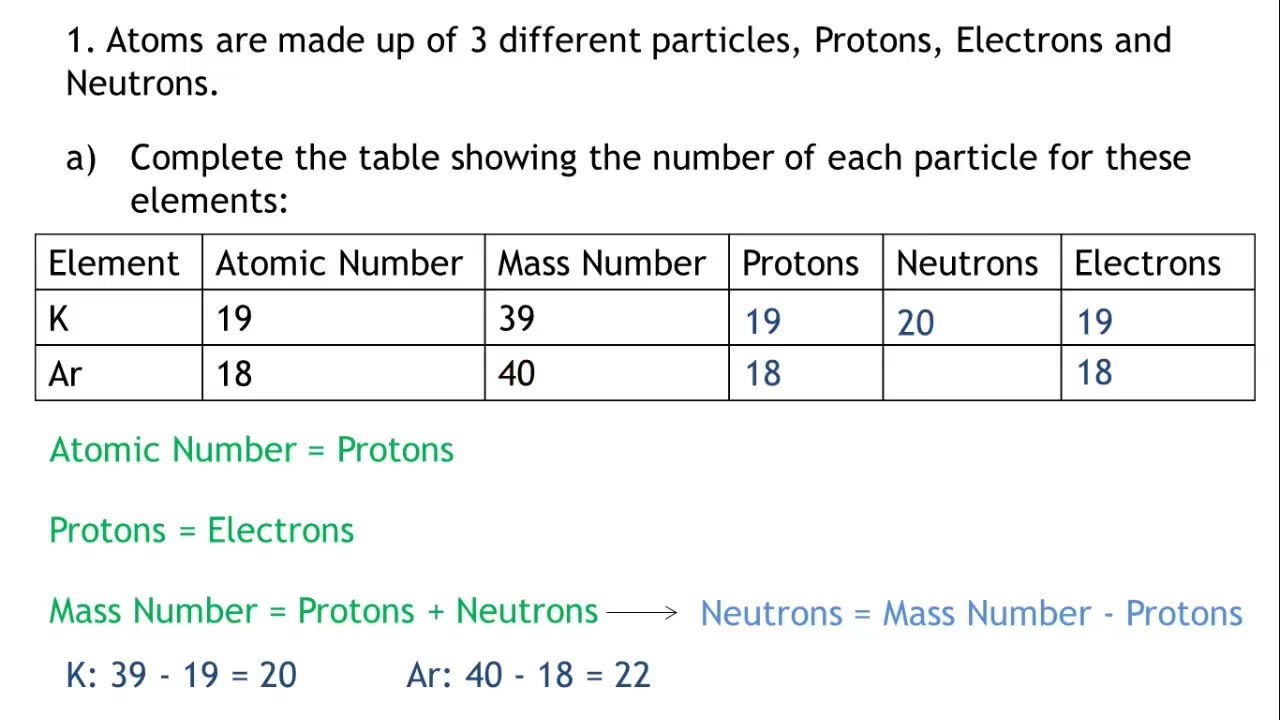 1. Atoms are made up of 3 different particles, Protons, Electrons and
Neutrons.
a) Complete the table showing the number of each particle for these
elements:
Element Atomic Number Mass Number Protons Neutrons Electrons
K 19 39 19 20 19
Ar 18 40 18 18
Atomic Number = Protons
Protons = Electrons
Mass Number = Protons + Neutrons ⟶ Neutrons = Mass Number - Protons
K: 39 - 19 = 20 Ar: 40 - 18 = 22